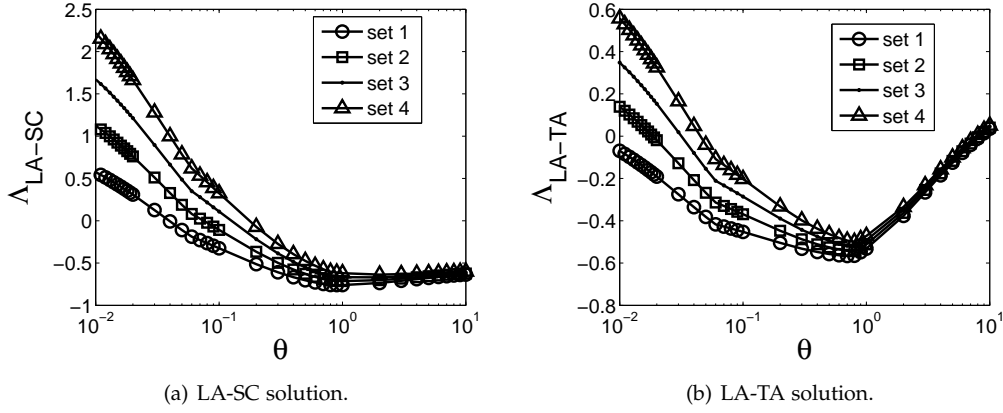 2.5
2
1.5
1
0.5
0
−0.5
−1
Λ_LA−SC
10^−2
10^−1
10^0
10^1
θ
set 1
set 2
set 3
set 4
(a) LA-SC solution.
0.6
0.4
0.2
0
−0.2
−0.4
−0.6
−0.8
Λ_LA−TA
10^−2
10^−1
10^0
10^1
θ
set 1
set 2
set 3
set 4
(b) LA-TA solution.